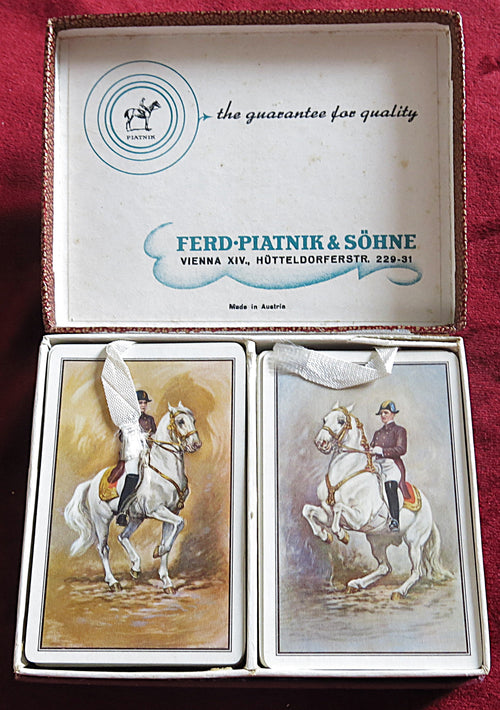 PIATNIK
the guarantee for quality
FERD·PIATNIK & SÖHNE
VIENNA XIV., HÜTTELDORFERSTR. 229-31
Made in Austria